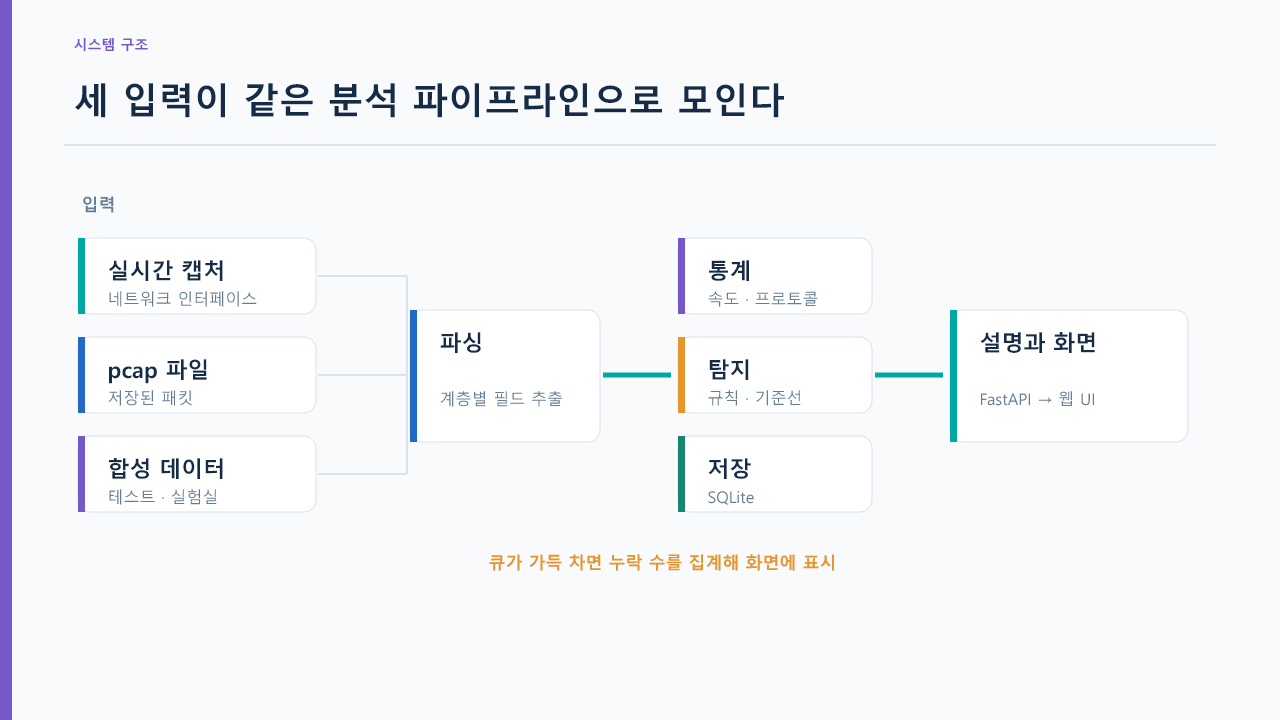 시스템 구조
세 입력이 같은 분석 파이프라인으로 모인다
입력
실시간 캡처
네트워크 인터페이스
pcap 파일
저장된 패킷
합성 데이터
테스트 · 실험실
파싱
계층별 필드 추출
통계
속도 · 프로토콜
탐지
규칙 · 기준선
저장
SQLite
설명과 화면
FastAPI → 웹 UI
큐가 가득 차면 누락 수를 집계해 화면에 표시